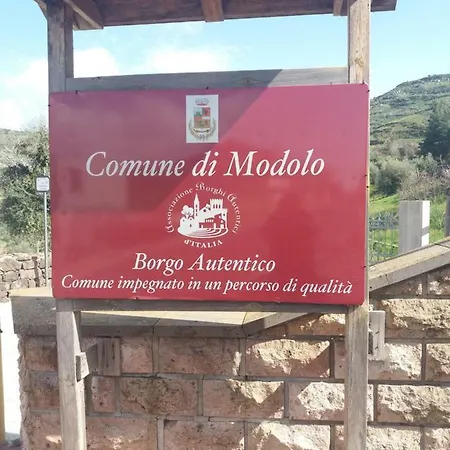 Comune di Modolo
Associazione Borghi Autentici
d'ITALIA
Borgo Autentico
Comune impegnato in un percorso di qualità